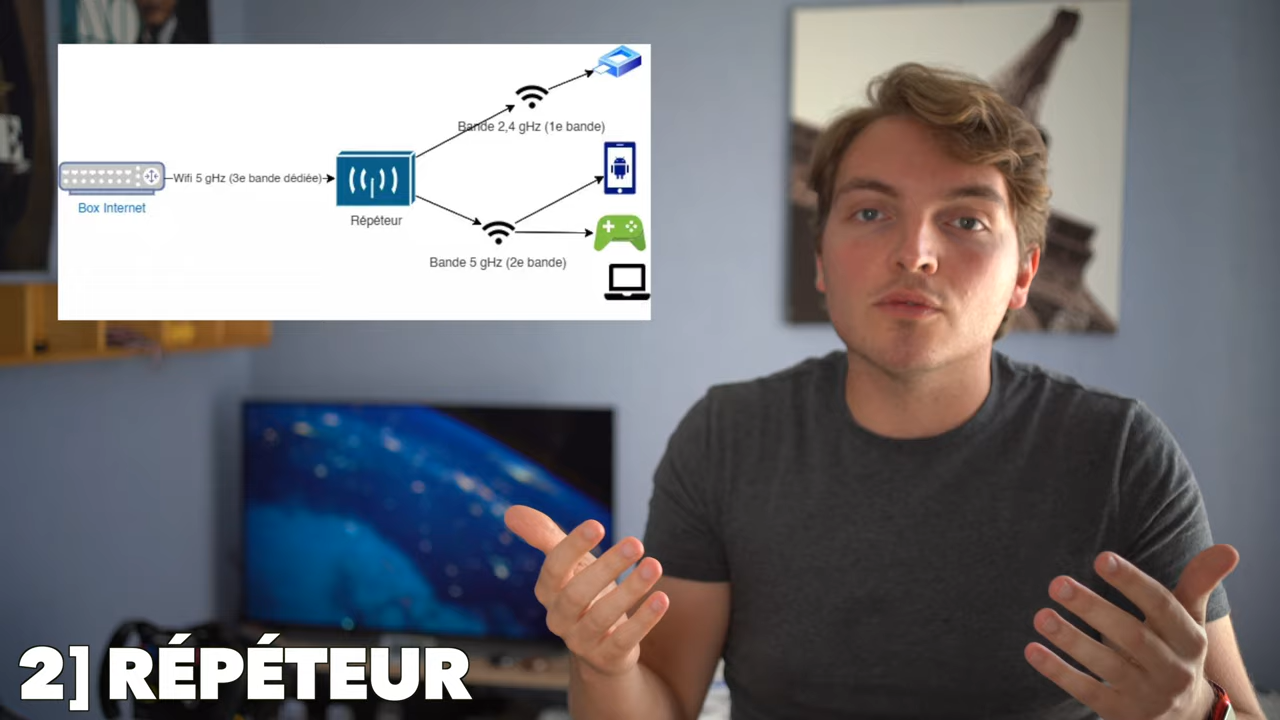 NO
E,
Bande 2,4 gHz (1e bande)
Wifi 5 gHz (3e bande dédiée)
Box Internet
Répéteur
Bande 5 gHz (2e bande)
2] RÉPÉTEUR